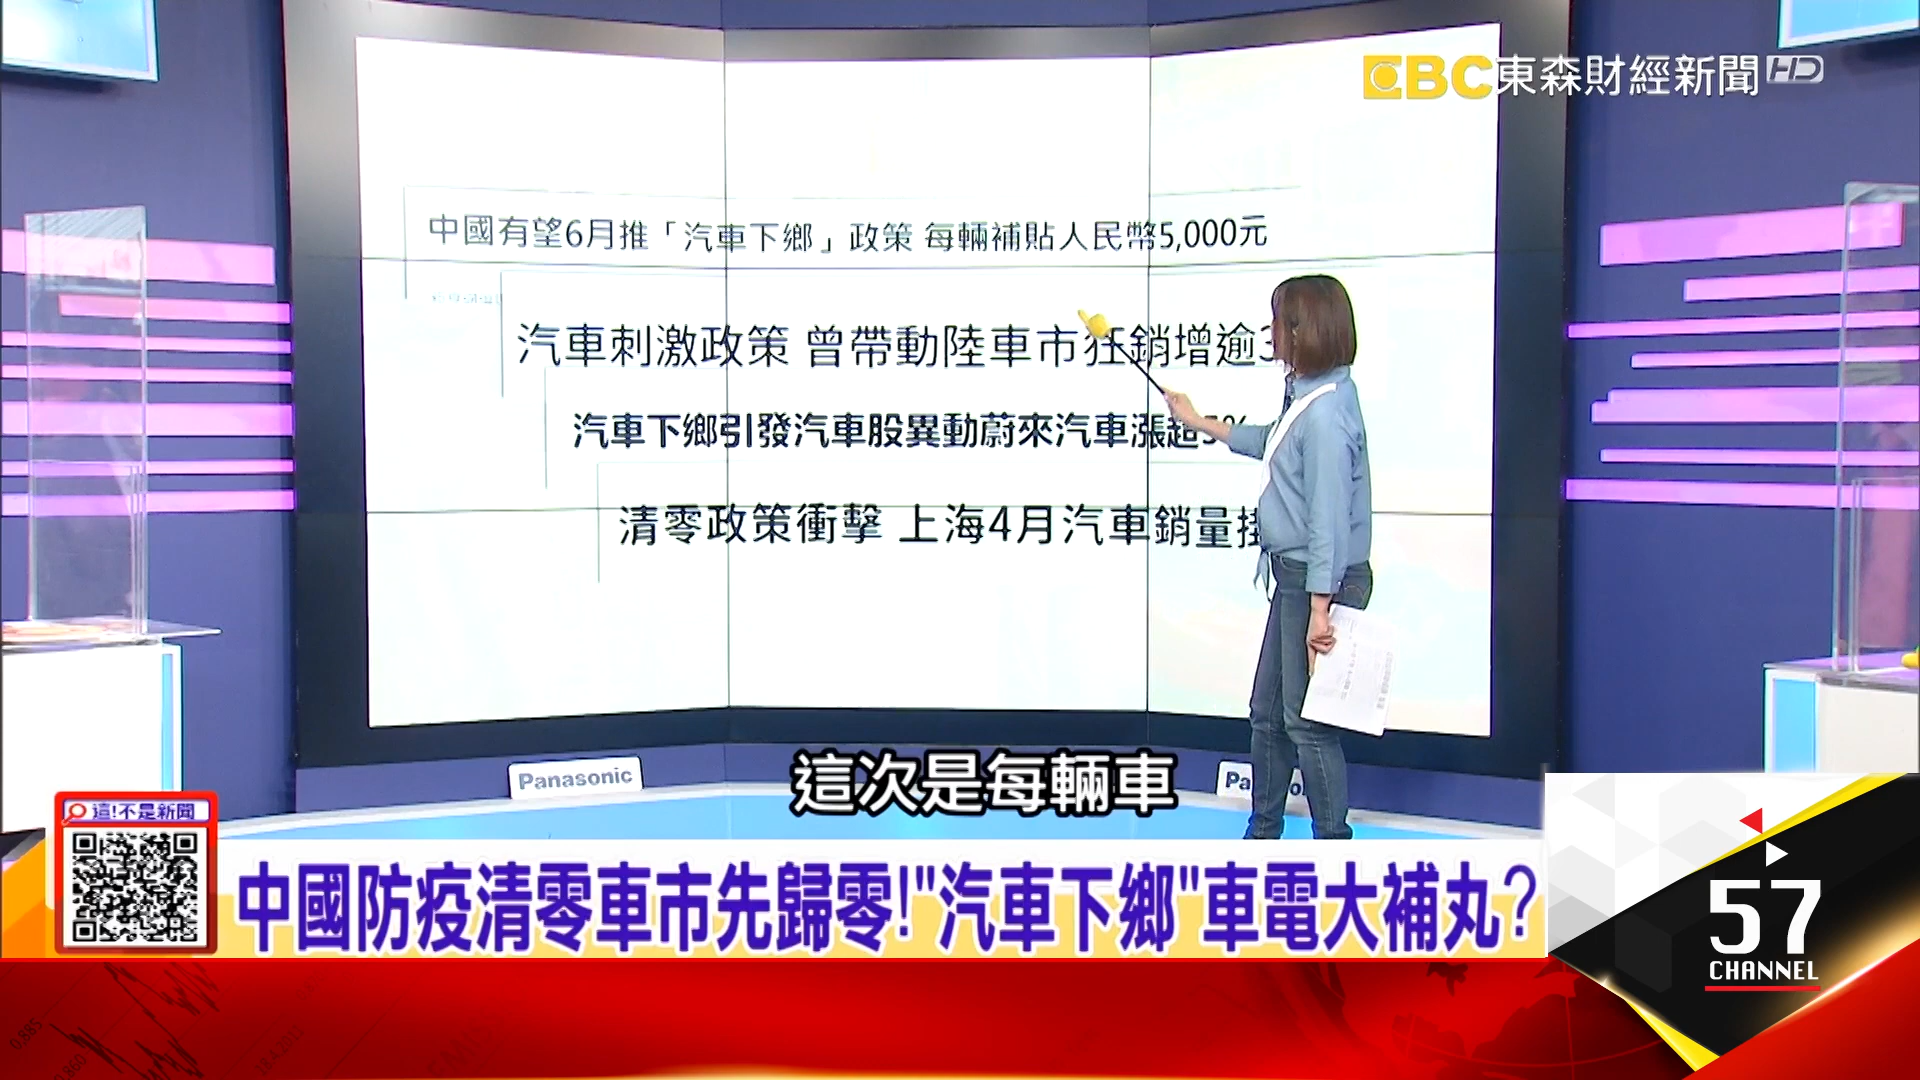 EBC東森財經新聞HD
中國有望6月推「汽車下鄉」政策 每輛補貼人民幣5,000元
汽車刺激政策 曾帶動陸車市狂銷增逾3
汽車下鄉引發汽車股異動蔚來汽車漲超5%
清零政策衝擊 上海4月汽車銷量掛
Panasonic
Pa
這次是每輛車
這!不是新聞
中國防疫清零車市先歸零!"汽車下鄉"車電大補丸?
57
CHANNEL